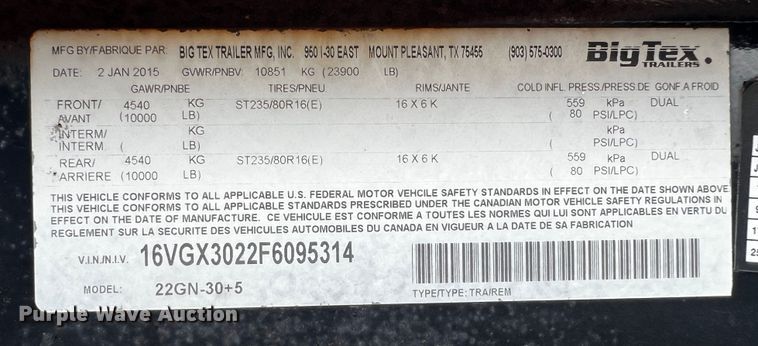 MFG BY/FABRIQUE PAR: BIG TEX TRAILER MFG, INC. 950 I-30 EAST MOUNT PLEASANT, TX 75455 (903) 575-0300
BigTex.
TRAILERS
DATE: 2 JAN 2015 GVWR/PNBV: 10851 KG (23900 LB)
GAWR/PNBE TIRES/PNEU. RIMS/JANTE COLD INFL. PRESS/PRESS DE GONF A FROID
FRONT/ 4540 KG ST235/80R16(E) 16 X 6 K 559 kPa DUAL
AVANT (10000 LB) ( 80 PSI/LPC)
INTERM/ KG kPa
INTERM ( LB) ( PSI/LPC)
REAR/ 4540 KG ST235/80R16(E) 16 X 6 K 559 kPa DUAL
ARRIERE (10000 LB) ( 80 PSI/LPC)
THIS VEHICLE CONFORMS TO ALL APPLICABLE U.S. FEDERAL MOTOR VEHICLE SAFETY STANDARDS IN EFFECT ON THE DATE SHOWN ABOVE
THIS VEHICLE CONFORMS TO ALL APPLICABLE STANDARDS PRESCRIBED UNDER THE CANADIAN MOTOR VEHICLE SAFETY REGULATIONS IN
EFFECT ON THE DATE OF MANUFACTURE. CE VEHICULE EST CONFORME A TOUTES LES NORMES QUI LUI SONT APPLICABLES EN VERTU DU
REGLEMENT SUR LA SECURITE DES VEHICULES AUTOMOBILES DU CANADA EN VIGUEUR A LA DATE DE SA FABRICATION
V.I.N./N.I.V. 16VGX3022F6095314
MODEL: 22GN-30+5 TYPE/TYPE: TRA/REM
Purple Wave Auction